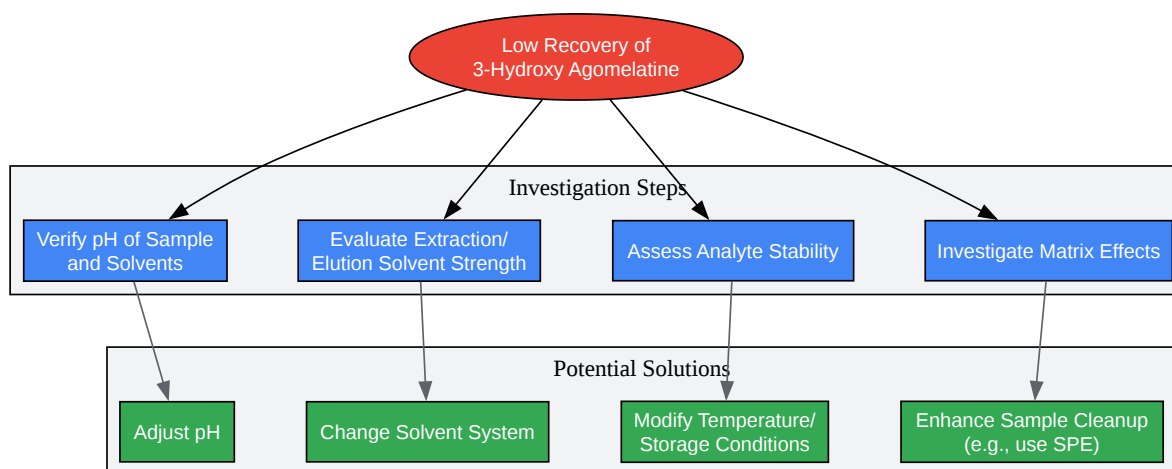 Low Recovery of
3-Hydroxy Agomelatine
Investigation Steps
Verify pH of Sample
and Solvents
Evaluate Extraction/
Elution Solvent Strength
Assess Analyte Stability
Investigate Matrix Effects
Potential Solutions
Adjust pH
Change Solvent System
Modify Temperature/
Storage Conditions
Enhance Sample Cleanup
(e.g., use SPE)